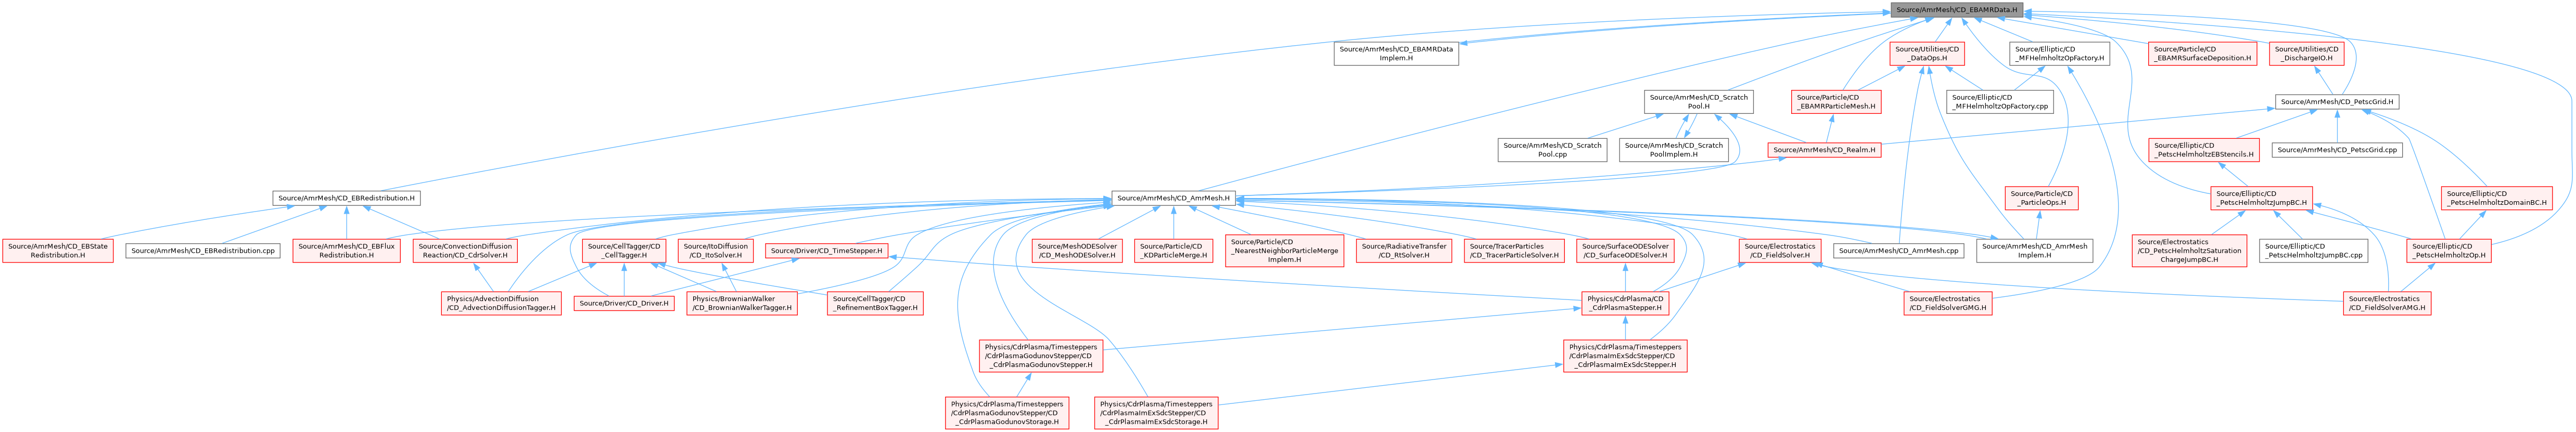 Source/AmrMesh/CD_EBAMRData.H
Source/AmrMesh/CD_EBAMRData
Implem.H
Source/Utilities/CD
_DataOps.H
Source/Elliptic/CD
_MFHelmholtzOpFactory.H
Source/Particle/CD
_EBAMRSurfaceDeposition.H
Source/Utilities/CD
_DischargeIO.H
Source/AmrMesh/CD_Scratch
Pool.H
Source/Particle/CD
_EBAMRParticleMesh.H
Source/Elliptic/CD
_MFHelmholtzOpFactory.cpp
Source/AmrMesh/CD_PetscGrid.H
Source/AmrMesh/CD_Scratch
Pool.cpp
Source/AmrMesh/CD_Scratch
PoolImplem.H
Source/AmrMesh/CD_Realm.H
Source/Elliptic/CD
_PetscHelmholtzEBStencils.H
Source/AmrMesh/CD_PetscGrid.cpp
Source/AmrMesh/CD_EBRedistribution.H
Source/AmrMesh/CD_AmrMesh.H
Source/Particle/CD
_ParticleOps.H
Source/Elliptic/CD
_PetscHelmholtzJumpBC.H
Source/Elliptic/CD
_PetscHelmholtzDomainBC.H
Source/AmrMesh/CD_EBState
Redistribution.H
Source/AmrMesh/CD_EBRedistribution.cpp
Source/AmrMesh/CD_EBFlux
Redistribution.H
Source/ConvectionDiffusion
Reaction/CD_CdrSolver.H
Source/CellTagger/CD
_CellTagger.H
Source/ItoDiffusion
/CD_ItoSolver.H
Source/Driver/CD_TimeStepper.H
Source/MeshODESolver
/CD_MeshODESolver.H
Source/Particle/CD
_KDParticleMerge.H
Source/Particle/CD
_NearestNeighborParticleMerge
Implem.H
Source/RadiativeTransfer
/CD_RtSolver.H
Source/TracerParticles
/CD_TracerParticleSolver.H
Source/SurfaceODESolver
/CD_SurfaceODESolver.H
Source/Electrostatics
/CD_FieldSolver.H
Source/AmrMesh/CD_AmrMesh.cpp
Source/AmrMesh/CD_AmrMesh
Implem.H
Source/Electrostatics
/CD_PetscHelmholtzSaturation
ChargeJumpBC.H
Source/Elliptic/CD
_PetscHelmholtzJumpBC.cpp
Source/Elliptic/CD
_PetscHelmholtzOp.H
Physics/AdvectionDiffusion
/CD_AdvectionDiffusionTagger.H
Source/Driver/CD_Driver.H
Physics/BrownianWalker
/CD_BrownianWalkerTagger.H
Source/CellTagger/CD
_RefinementBoxTagger.H
Physics/CdrPlasma/CD
_CdrPlasmaStepper.H
Source/Electrostatics
/CD_FieldSolverGMG.H
Source/Electrostatics
/CD_FieldSolverAMG.H
Physics/CdrPlasma/Timesteppers
/CdrPlasmaGodunovStepper/CD
_CdrPlasmaGodunovStepper.H
Physics/CdrPlasma/Timesteppers
/CdrPlasmaImExSdcStepper/CD
_CdrPlasmaImExSdcStepper.H
Physics/CdrPlasma/Timesteppers
/CdrPlasmaGodunovStepper/CD
_CdrPlasmaGodunovStorage.H
Physics/CdrPlasma/Timesteppers
/CdrPlasmaImExSdcStepper/CD
_CdrPlasmaImExSdcStorage.H